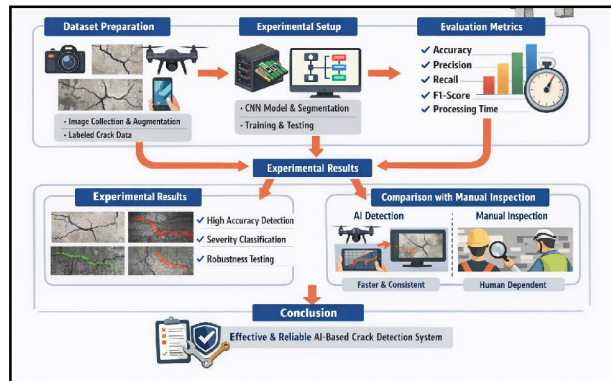 Dataset Preparation
• Image Collection & Augmentation
• Labeled Crack Data
Experimental Setup
• CNN Model & Segmentation
• Training & Testing
Evaluation Metrics
✓ Accuracy
✓ Precision
✓ Recall
✓ F1-Score
✓ Processing Time
Experimental Results
Experimental Results
✓ High Accuracy Detection
✓ Severity Classification
✓ Robustness Testing
Comparison with Manual Inspection
AI Detection
Faster & Consistent
Manual Inspection
Human Dependent
Conclusion
Effective & Reliable AI-Based Crack Detection System